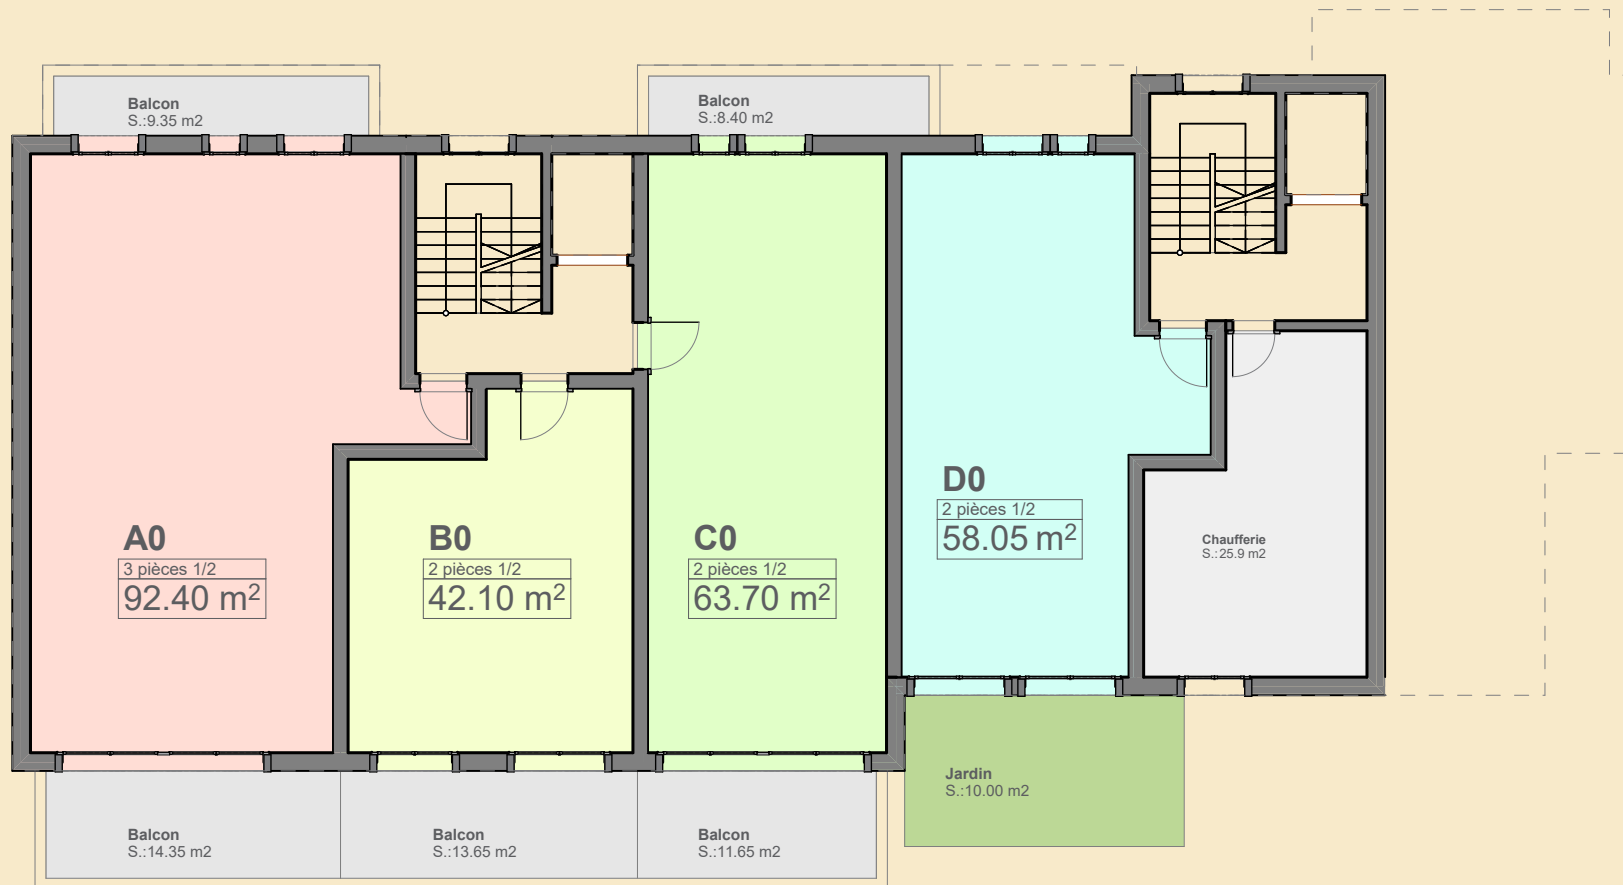 Balcon
S.:9.35 m2
Balcon
S.:8.40 m2
A0
3 pièces 1/2
92.40 m²
B0
2 pièces 1/2
42.10 m²
C0
2 pièces 1/2
63.70 m²
D0
2 pièces 1/2
58.05 m²
Chaufferie
S.:25.9 m2
Jardin
S.:10.00 m2
Balcon
S.:14.35 m2
Balcon
S.:13.65 m2
Balcon
S.:11.65 m2